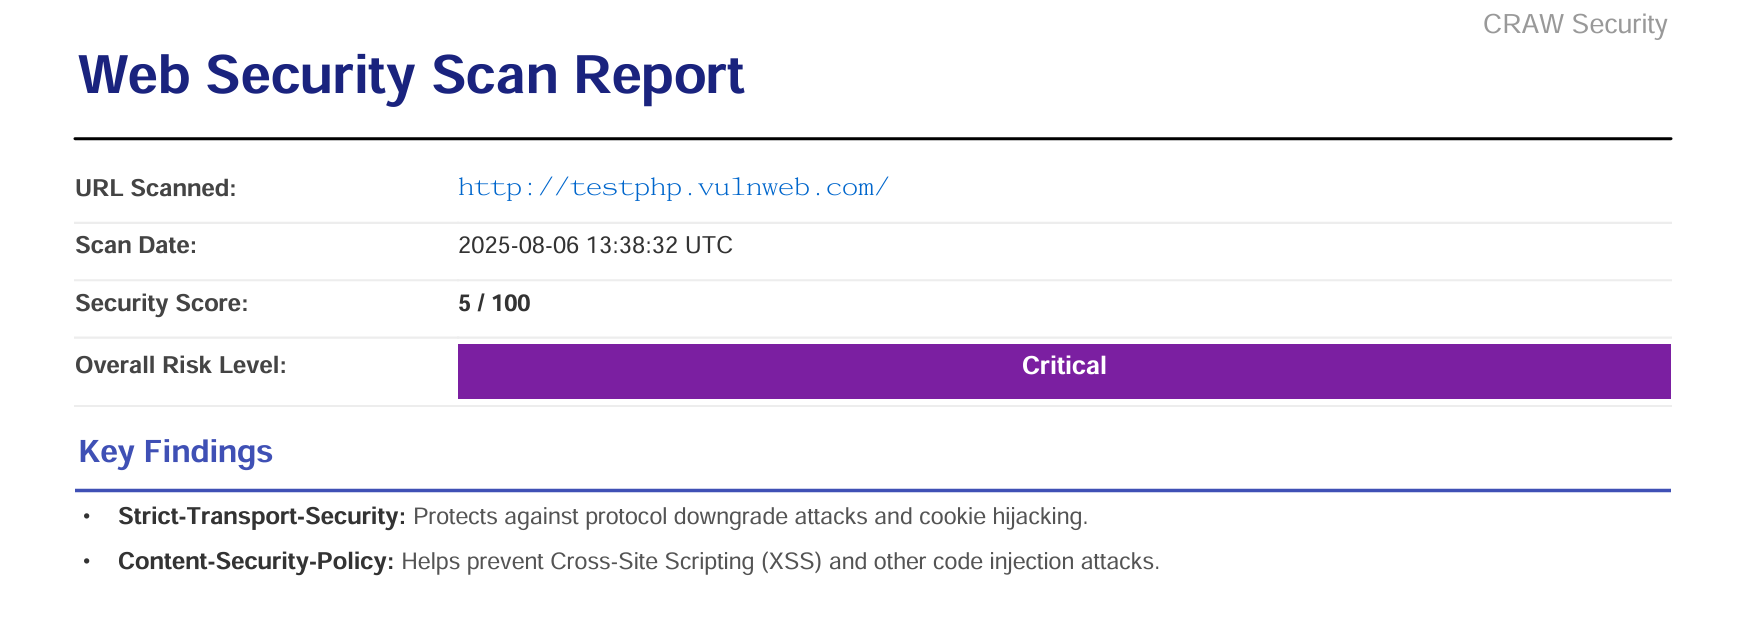 CRAW Security
Web Security Scan Report
URL Scanned: http://testphp.vulnweb.com/
Scan Date: 2025-08-06 13:38:32 UTC
Security Score: 5 / 100
Overall Risk Level: Critical
Key Findings
• Strict-Transport-Security: Protects against protocol downgrade attacks and cookie hijacking.
• Content-Security-Policy: Helps prevent Cross-Site Scripting (XSS) and other code injection attacks.